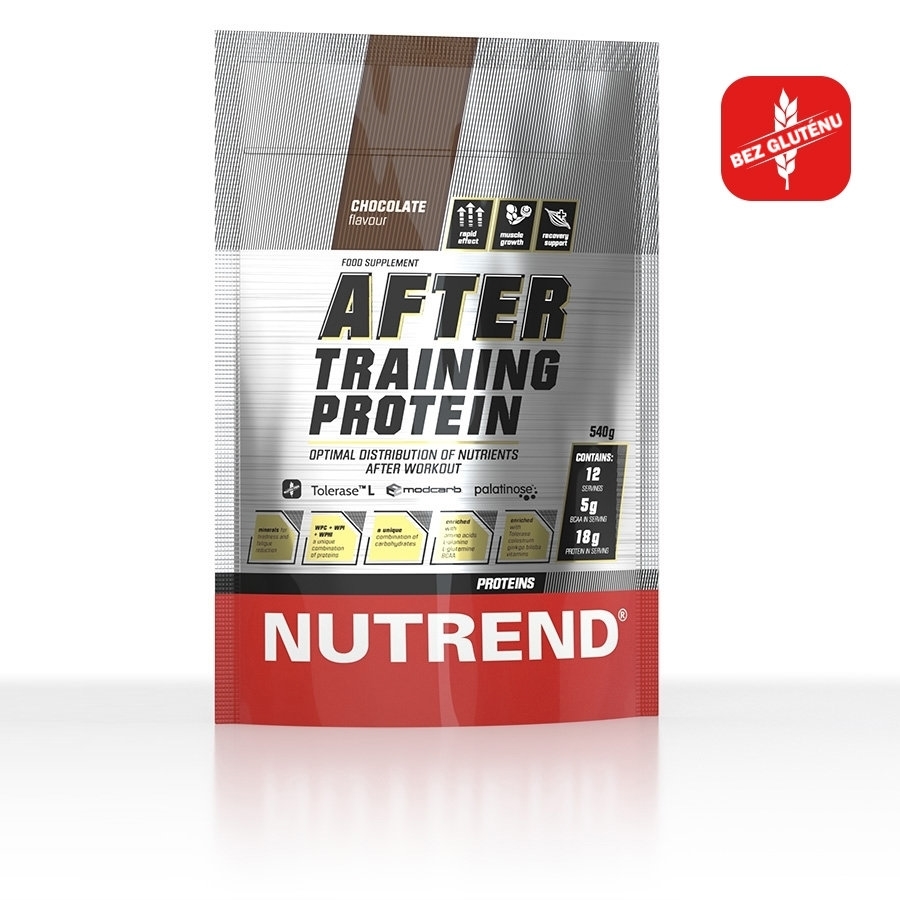 CHOCOLATE
flavour
rapid
effect
muscle
growth
recovery
support
BEZ GLUTÉNU
FOOD SUPPLEMENT
AFTER
TRAINING
PROTEIN
540g
OPTIMAL DISTRIBUTION OF NUTRIENTS
AFTER WORKOUT
Tolerase™ L
modcarb
palatinose
CONTAINS:
12
SERVINGS
5g
BCAA IN SERVING
18g
PROTEIN IN SERVING
minerals for
tiredness and
fatigue
reduction
WPC + WPI
+ WPH
a unique
combination
of proteins
a unique
combination of
carbohydrates
enriched
with
amino acids
L-alanine
L-glutamine
BCAA
enriched
with
Tolerase
colostrum
ginkgo biloba
vitamins
PROTEINS
NUTREND®